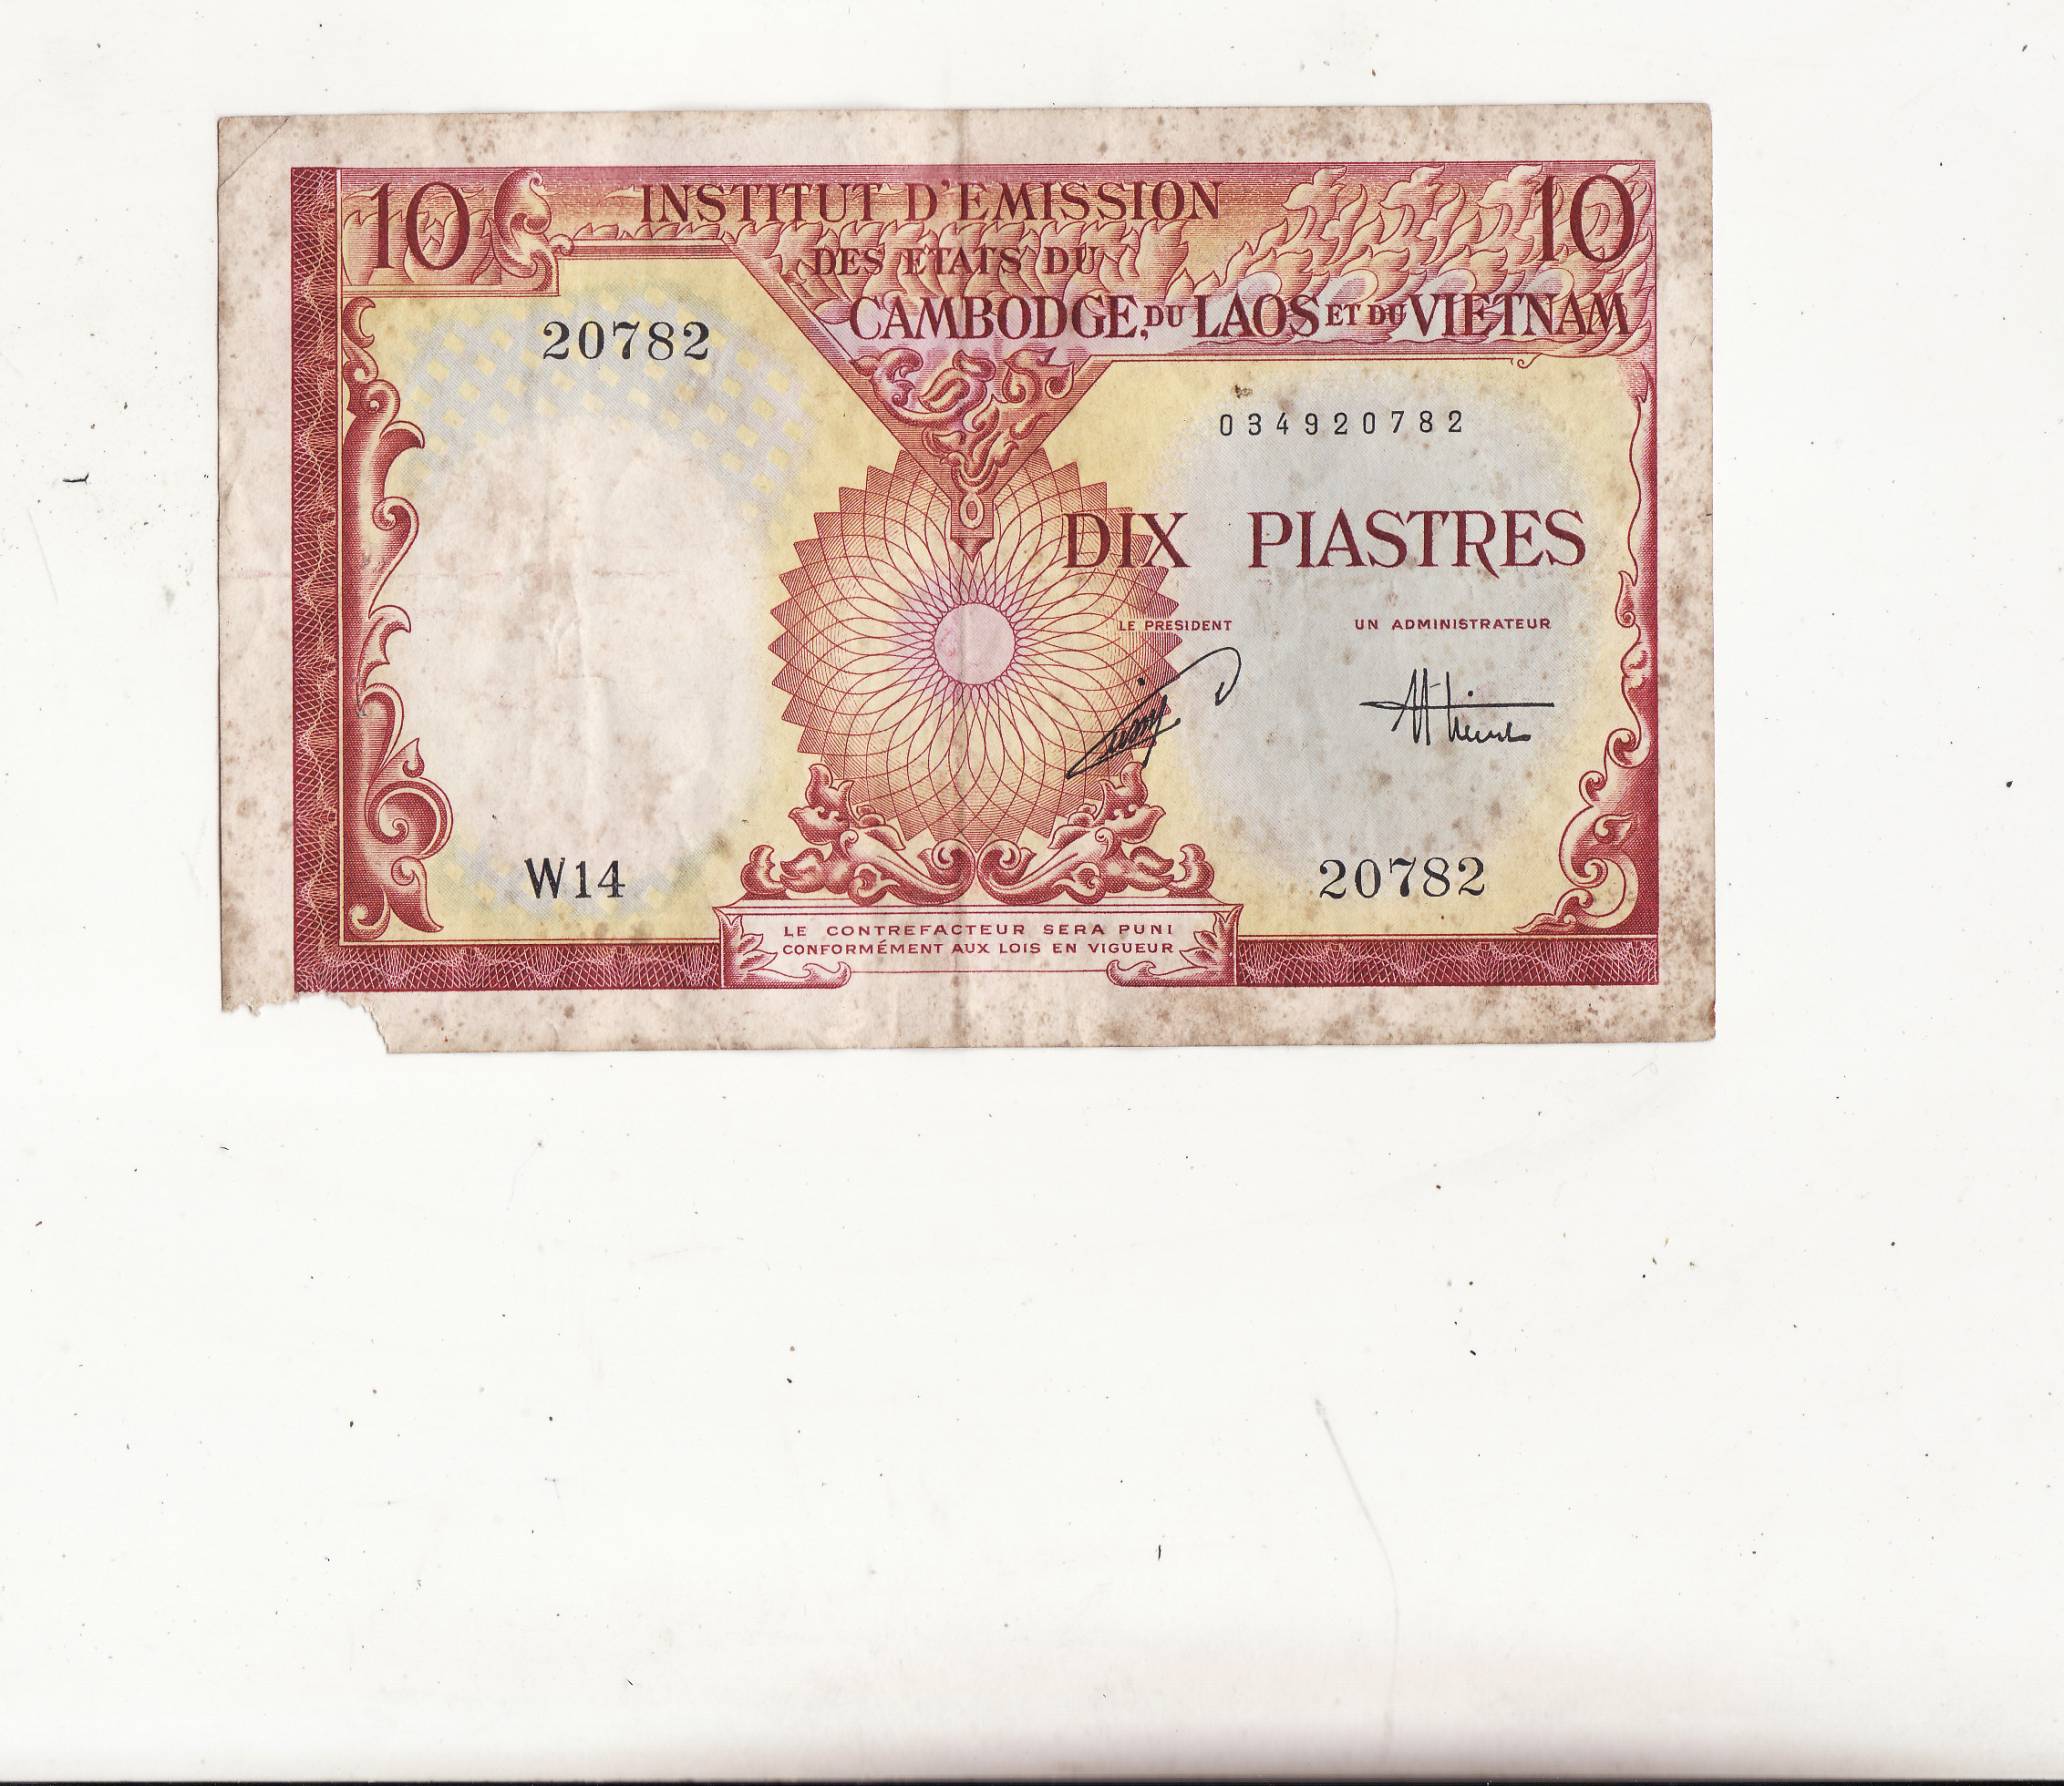 10 INSTITUT D'EMISSION 10
DES ETATS DU
CAMBODGE, DU LAOS ET DU VIETNAM
20782
034920782
DIX PIASTRES
LE PRESIDENT UN ADMINISTRATEUR
W14
20782
LE CONTREFACTEUR SERA PUNI
CONFORMÉMENT AUX LOIS EN VIGUEUR